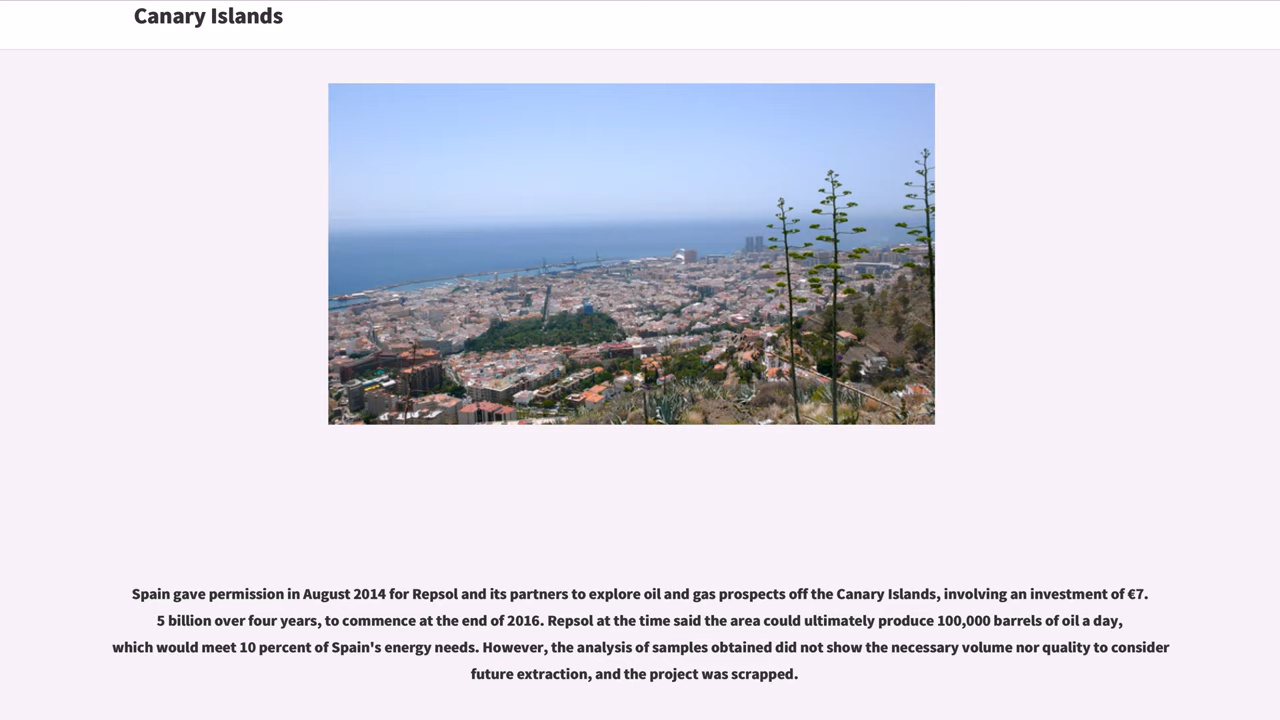 Canary Islands
Spain gave permission in August 2014 for Repsol and its partners to explore oil and gas prospects off the Canary Islands, involving an investment of €7.
5 billion over four years, to commence at the end of 2016. Repsol at the time said the area could ultimately produce 100,000 barrels of oil a day,
which would meet 10 percent of Spain's energy needs. However, the analysis of samples obtained did not show the necessary volume nor quality to consider
future extraction, and the project was scrapped.